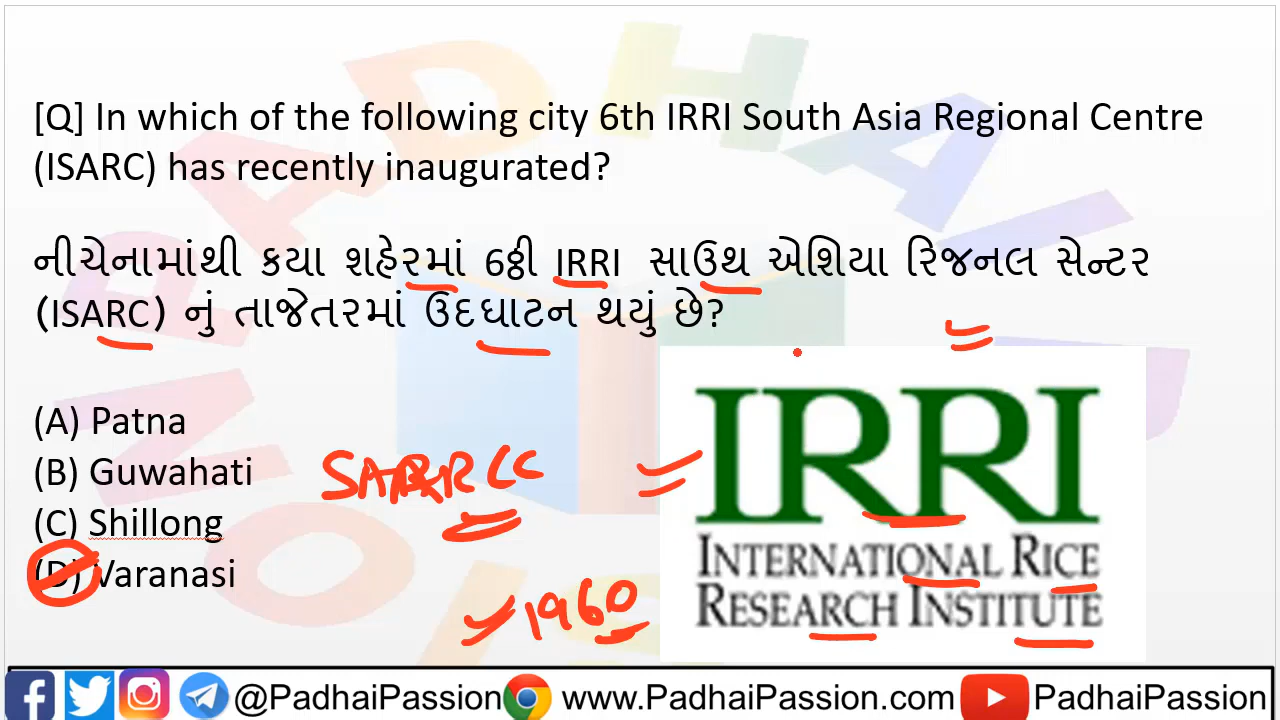 [Q] In which of the following city 6th IRRI South Asia Regional Centre
(ISARC) has recently inaugurated?
નીચેનામાંથી કયા શહેરમાં 6ઠ્ઠી IRRI સાઉથ એશિયા રિજનલ સેન્ટર
(ISARC) નું તાજેતરમાં ઉદઘાટન થયું છે?
(A) Patna
(B) Guwahati
(C) Shillong
(D) Varanasi
1960
IRRI
INTERNATIONAL RICE
RESEARCH INSTITUTE
@PadhaiPassion www.PadhaiPassion.com PadhaiPassion